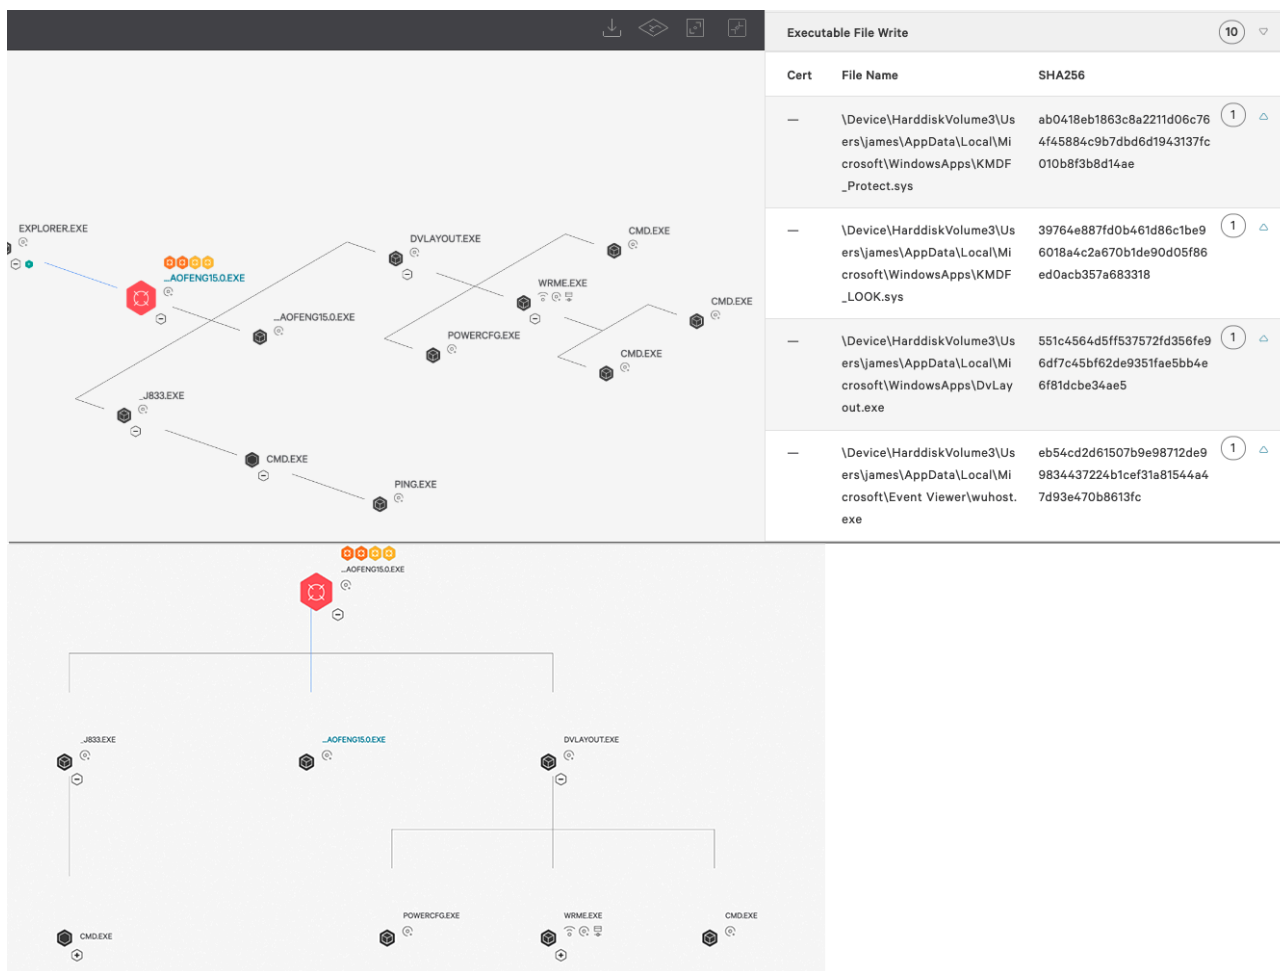 Executable File Write
10
Cert File Name SHA256
— \Device\HarddiskVolume3\Us ab0418eb1863c8a2211d06c76 1
ers\james\AppData\Local\Mi 4f45884c9b7dbd6d1943137fc
crosoft\WindowsApps\KMDF 010b8f3b8d14ae
_Protect.sys
— \Device\HarddiskVolume3\Us 39764e887fd0b461d86c1be9 1
ers\james\AppData\Local\Mi 6018a4c2a670b1de90d05f86
crosoft\WindowsApps\KMDF ed0acb357a683318
_LOOK.sys
— \Device\HarddiskVolume3\Us 551c4564d5ff537572fd356fe9 1
ers\james\AppData\Local\Mi 6df7c45bf62de9351fae5bb4e
crosoft\WindowsApps\DvLay 6f81dcbe34ae5
out.exe
— \Device\HarddiskVolume3\Us eb54cd2d61507b9e98712de9 1
ers\james\AppData\Local\Mi 9834437224b1cef31a81544a4
crosoft\Event Viewer\wuhost. 7d93e470b8613fc
exe
EXPLORER.EXE
_AOFENG15.0.EXE
DVLAYOUT.EXE
CMD.EXE
WRME.EXE
CMD.EXE
_AOFENG15.0.EXE
POWERCFG.EXE
CMD.EXE
_J833.EXE
CMD.EXE
PING.EXE
_AOFENG15.0.EXE
_J833.EXE
_AOFENG15.0.EXE
DVLAYOUT.EXE
POWERCFG.EXE
WRME.EXE
CMD.EXE
CMD.EXE